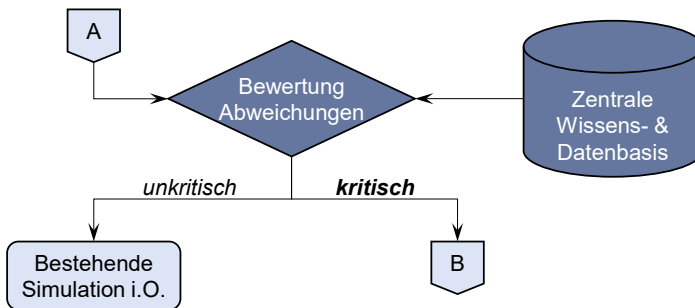 A
Bewertung
Abweichungen
Zentrale
Wissens- &
Datenbasis
unkritisch
kritisch
Bestehende
Simulation i.O.
B